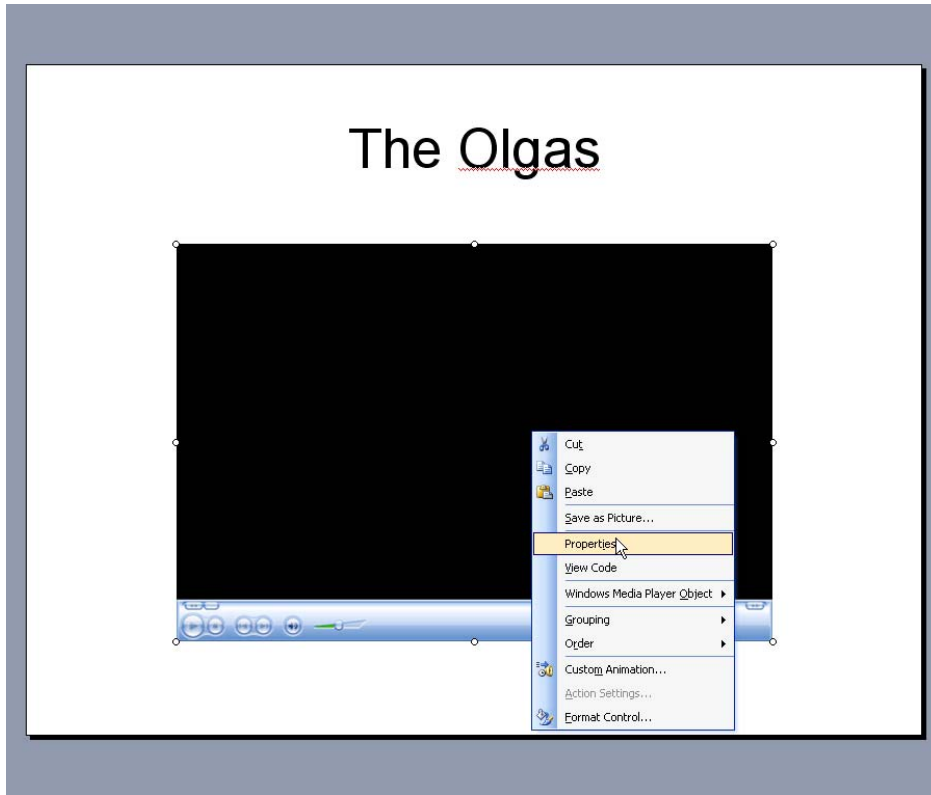 The Olgas
Cut
Copy
Paste
Save as Picture...
Properties
View Code
Windows Media Player Object
Grouping
Order
Custom Animation...
Action Settings...
Format Control...